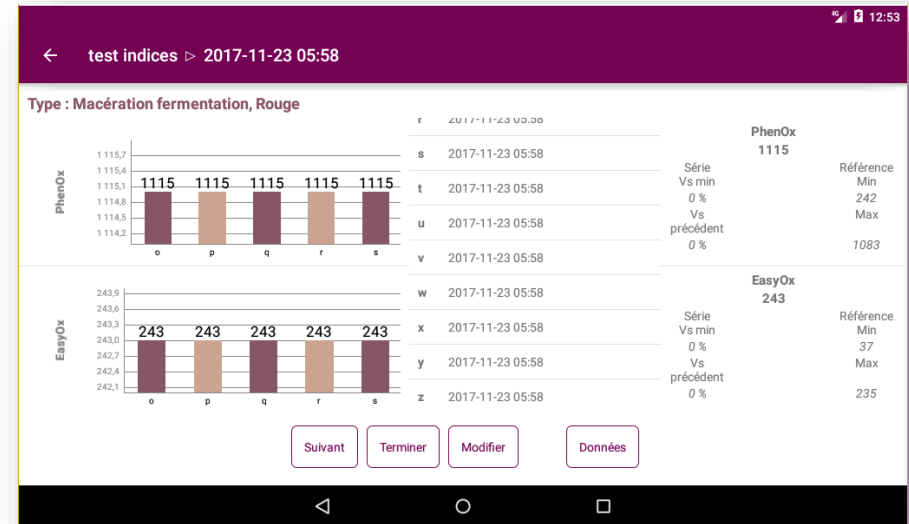 4G 12:53
test indices ▷ 2017-11-23 05:58
Type : Macération fermentation, Rouge
PhenOx
1 115,7
1 115,4
1 115,1
1 114,8
1 114,5
1 114,2
1115 1115 1115 1115 1115
o p q r s
EasyOx
243,9
243,6
243,3
243,0
242,7
242,4
242,1
243 243 243 243 243
o p q r s
r 2017-11-23 05:58
s 2017-11-23 05:58
t 2017-11-23 05:58
u 2017-11-23 05:58
v 2017-11-23 05:58
w 2017-11-23 05:58
x 2017-11-23 05:58
y 2017-11-23 05:58
z 2017-11-23 05:58
PhenOx
1115
Série Référence
Vs min Min
0 % 242
Vs Max
précédent
0 % 1083
EasyOx
243
Série Référence
Vs min Min
0 % 37
Vs Max
précédent
0 % 235
Suivant Terminer Modifier Données